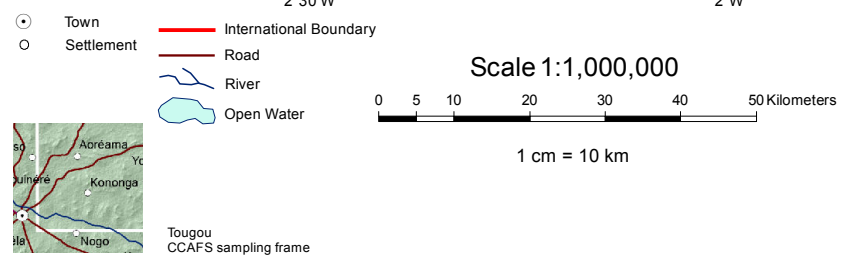 2°30'W
2°W
Town
Settlement
International Boundary
Road
River
Open Water
Scale 1:1,000,000
0 5 10 20 30 40 50 Kilometers
1 cm = 10 km
Aoréama
Kononga
Nogo
Tougou
CCAFS sampling frame